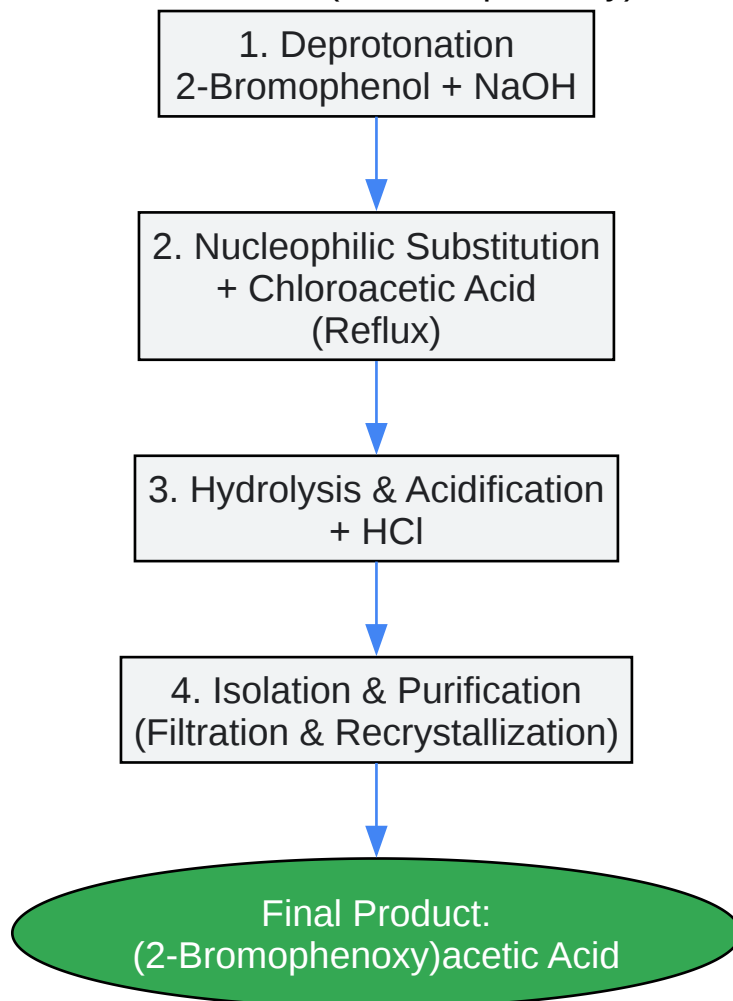 1. Deprotonation
2-Bromophenol + NaOH
2. Nucleophilic Substitution
+ Chloroacetic Acid
(Reflux)
3. Hydrolysis & Acidification
+ HCl
4. Isolation & Purification
(Filtration & Recrystallization)
Final Product:
(2-Bromophenoxy)acetic Acid